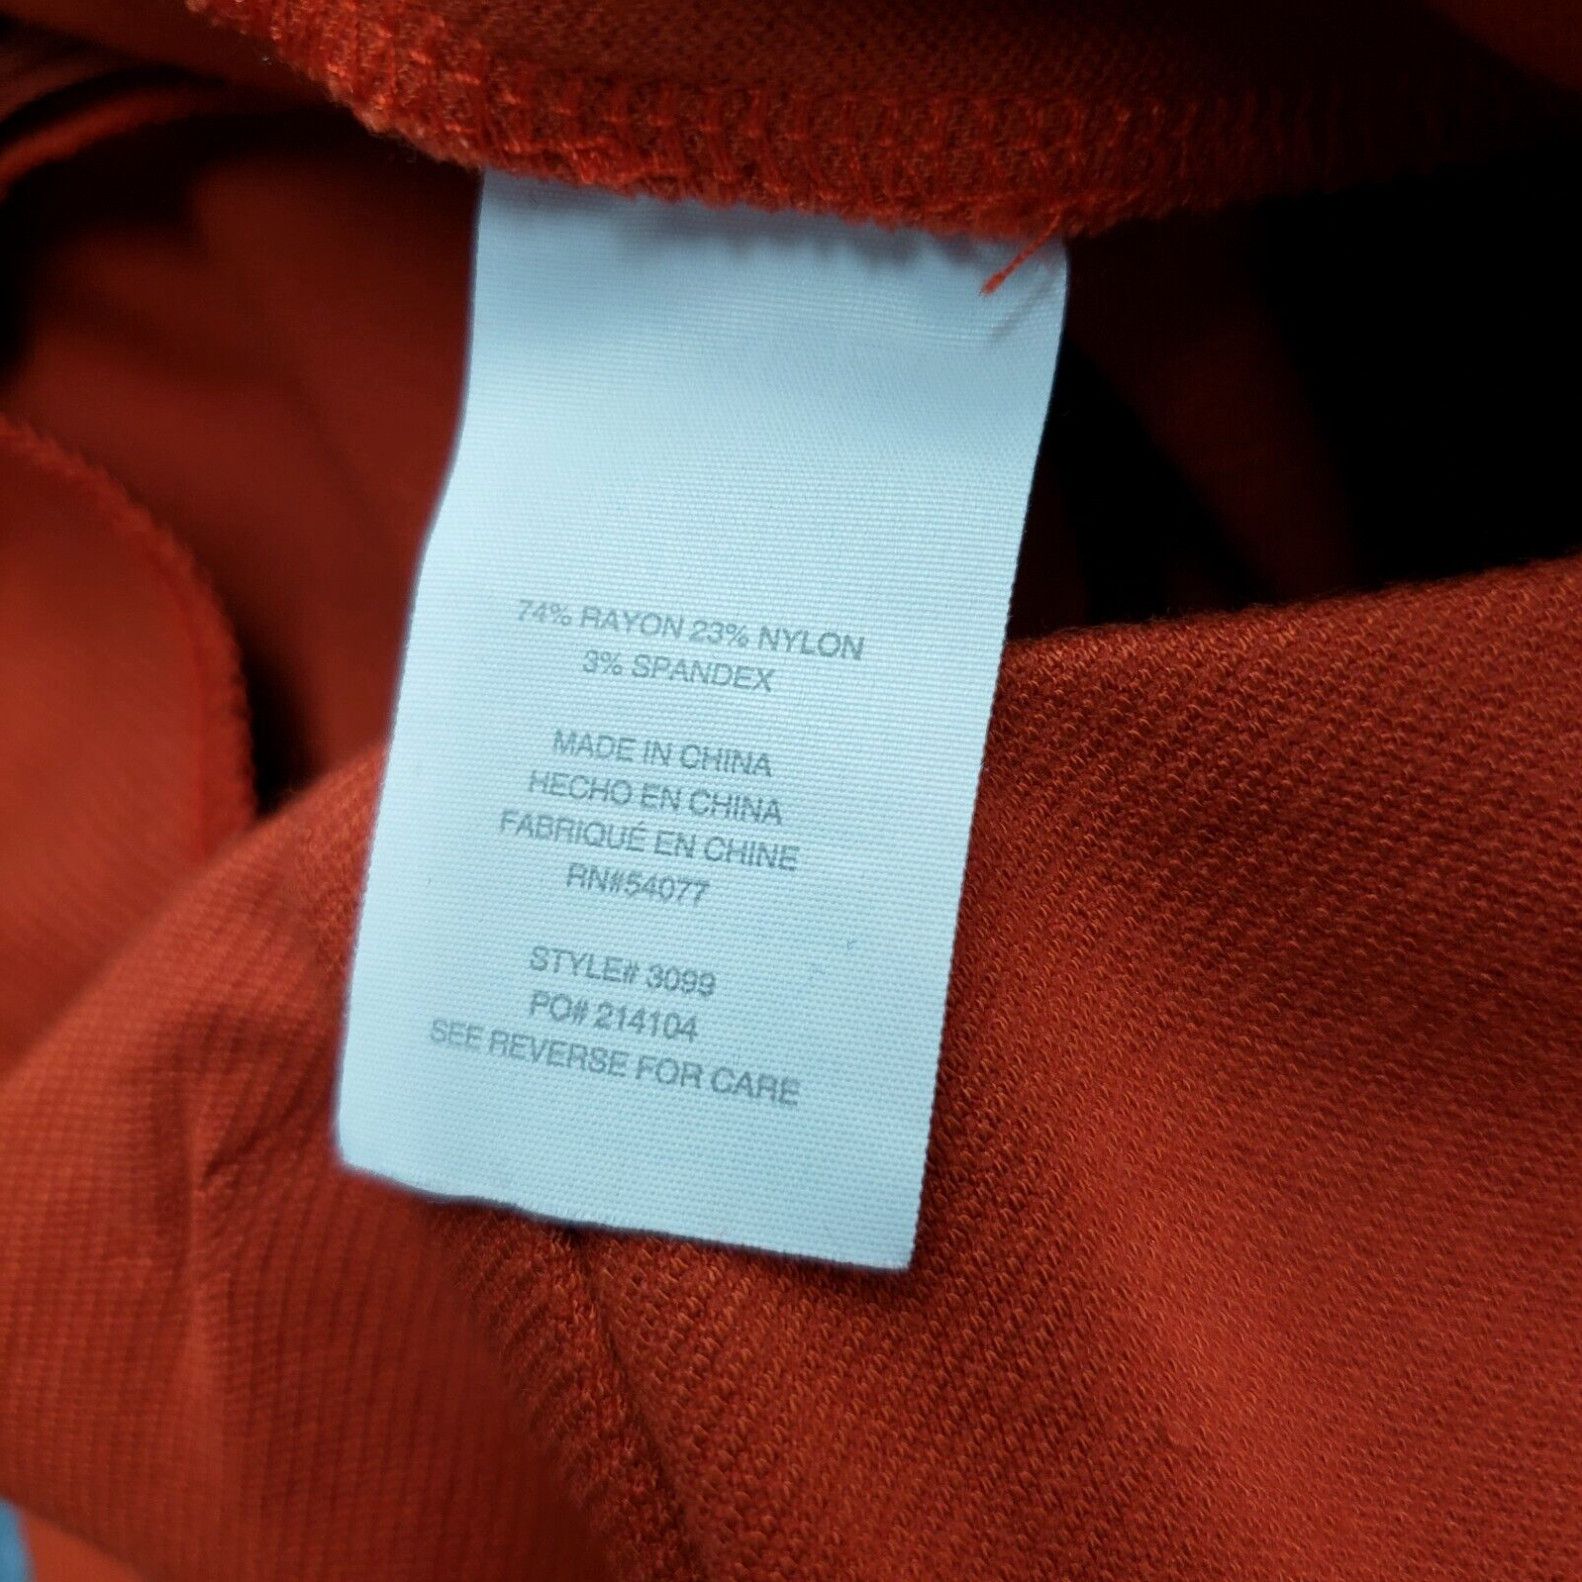 74% RAYON 23% NYLON
3% SPANDEX
MADE IN CHINA
HECHO EN CHINA
FABRIQUÉ EN CHINE
RN#54077
STYLE# 3099
PO# 214104
SEE REVERSE FOR CARE